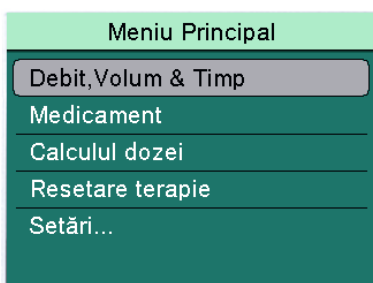 Meniu Principal
Debit,Volum & Timp
Medicament
Calculul dozei
Resetare terapie
Setări...